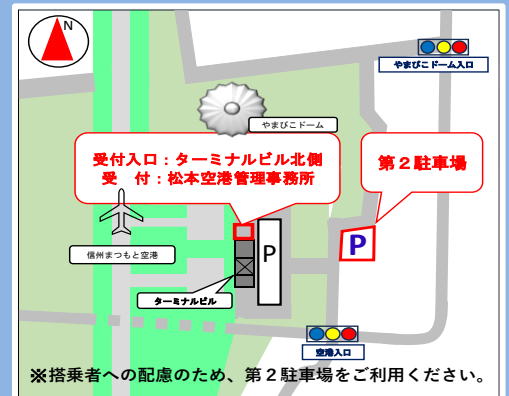 N
やまびこドーム入口
やまびこドーム
受付入口：ターミナルビル北側
受　付：松本空港管理事務所
第２駐車場
信州まつもと空港
P
P
ターミナルビル
空港入口
※搭乗者への配慮のため、第２駐車場をご利用ください。